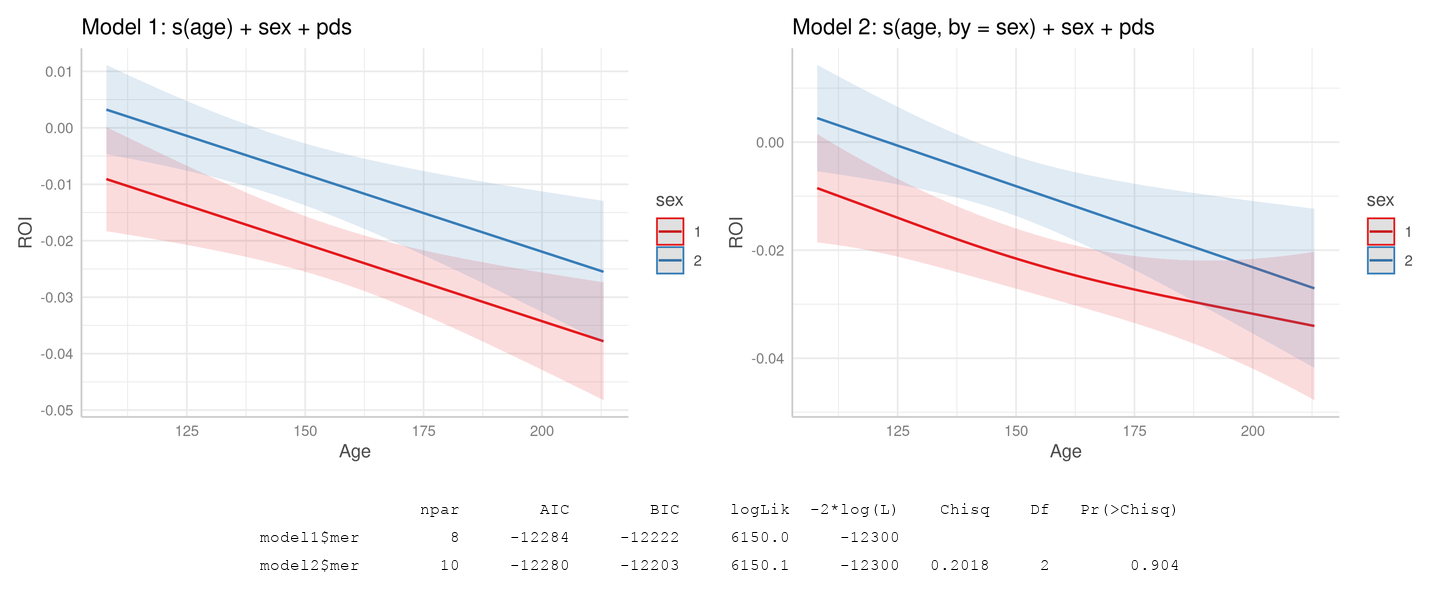 Model 1: s(age) + sex + pds
0.01
0.00
-0.01
-0.02
-0.03
-0.04
-0.05
ROI
125 150 175 200
Age
sex
1
2
Model 2: s(age, by = sex) + sex + pds
0.00
-0.02
-0.04
ROI
125 150 175 200
Age
sex
1
2
npar AIC BIC logLik -2*log(L) Chisq Df Pr(>Chisq)
model1$mer 8 -12284 -12222 6150.0 -12300
model2$mer 10 -12280 -12203 6150.1 -12300 0.2018 2 0.904